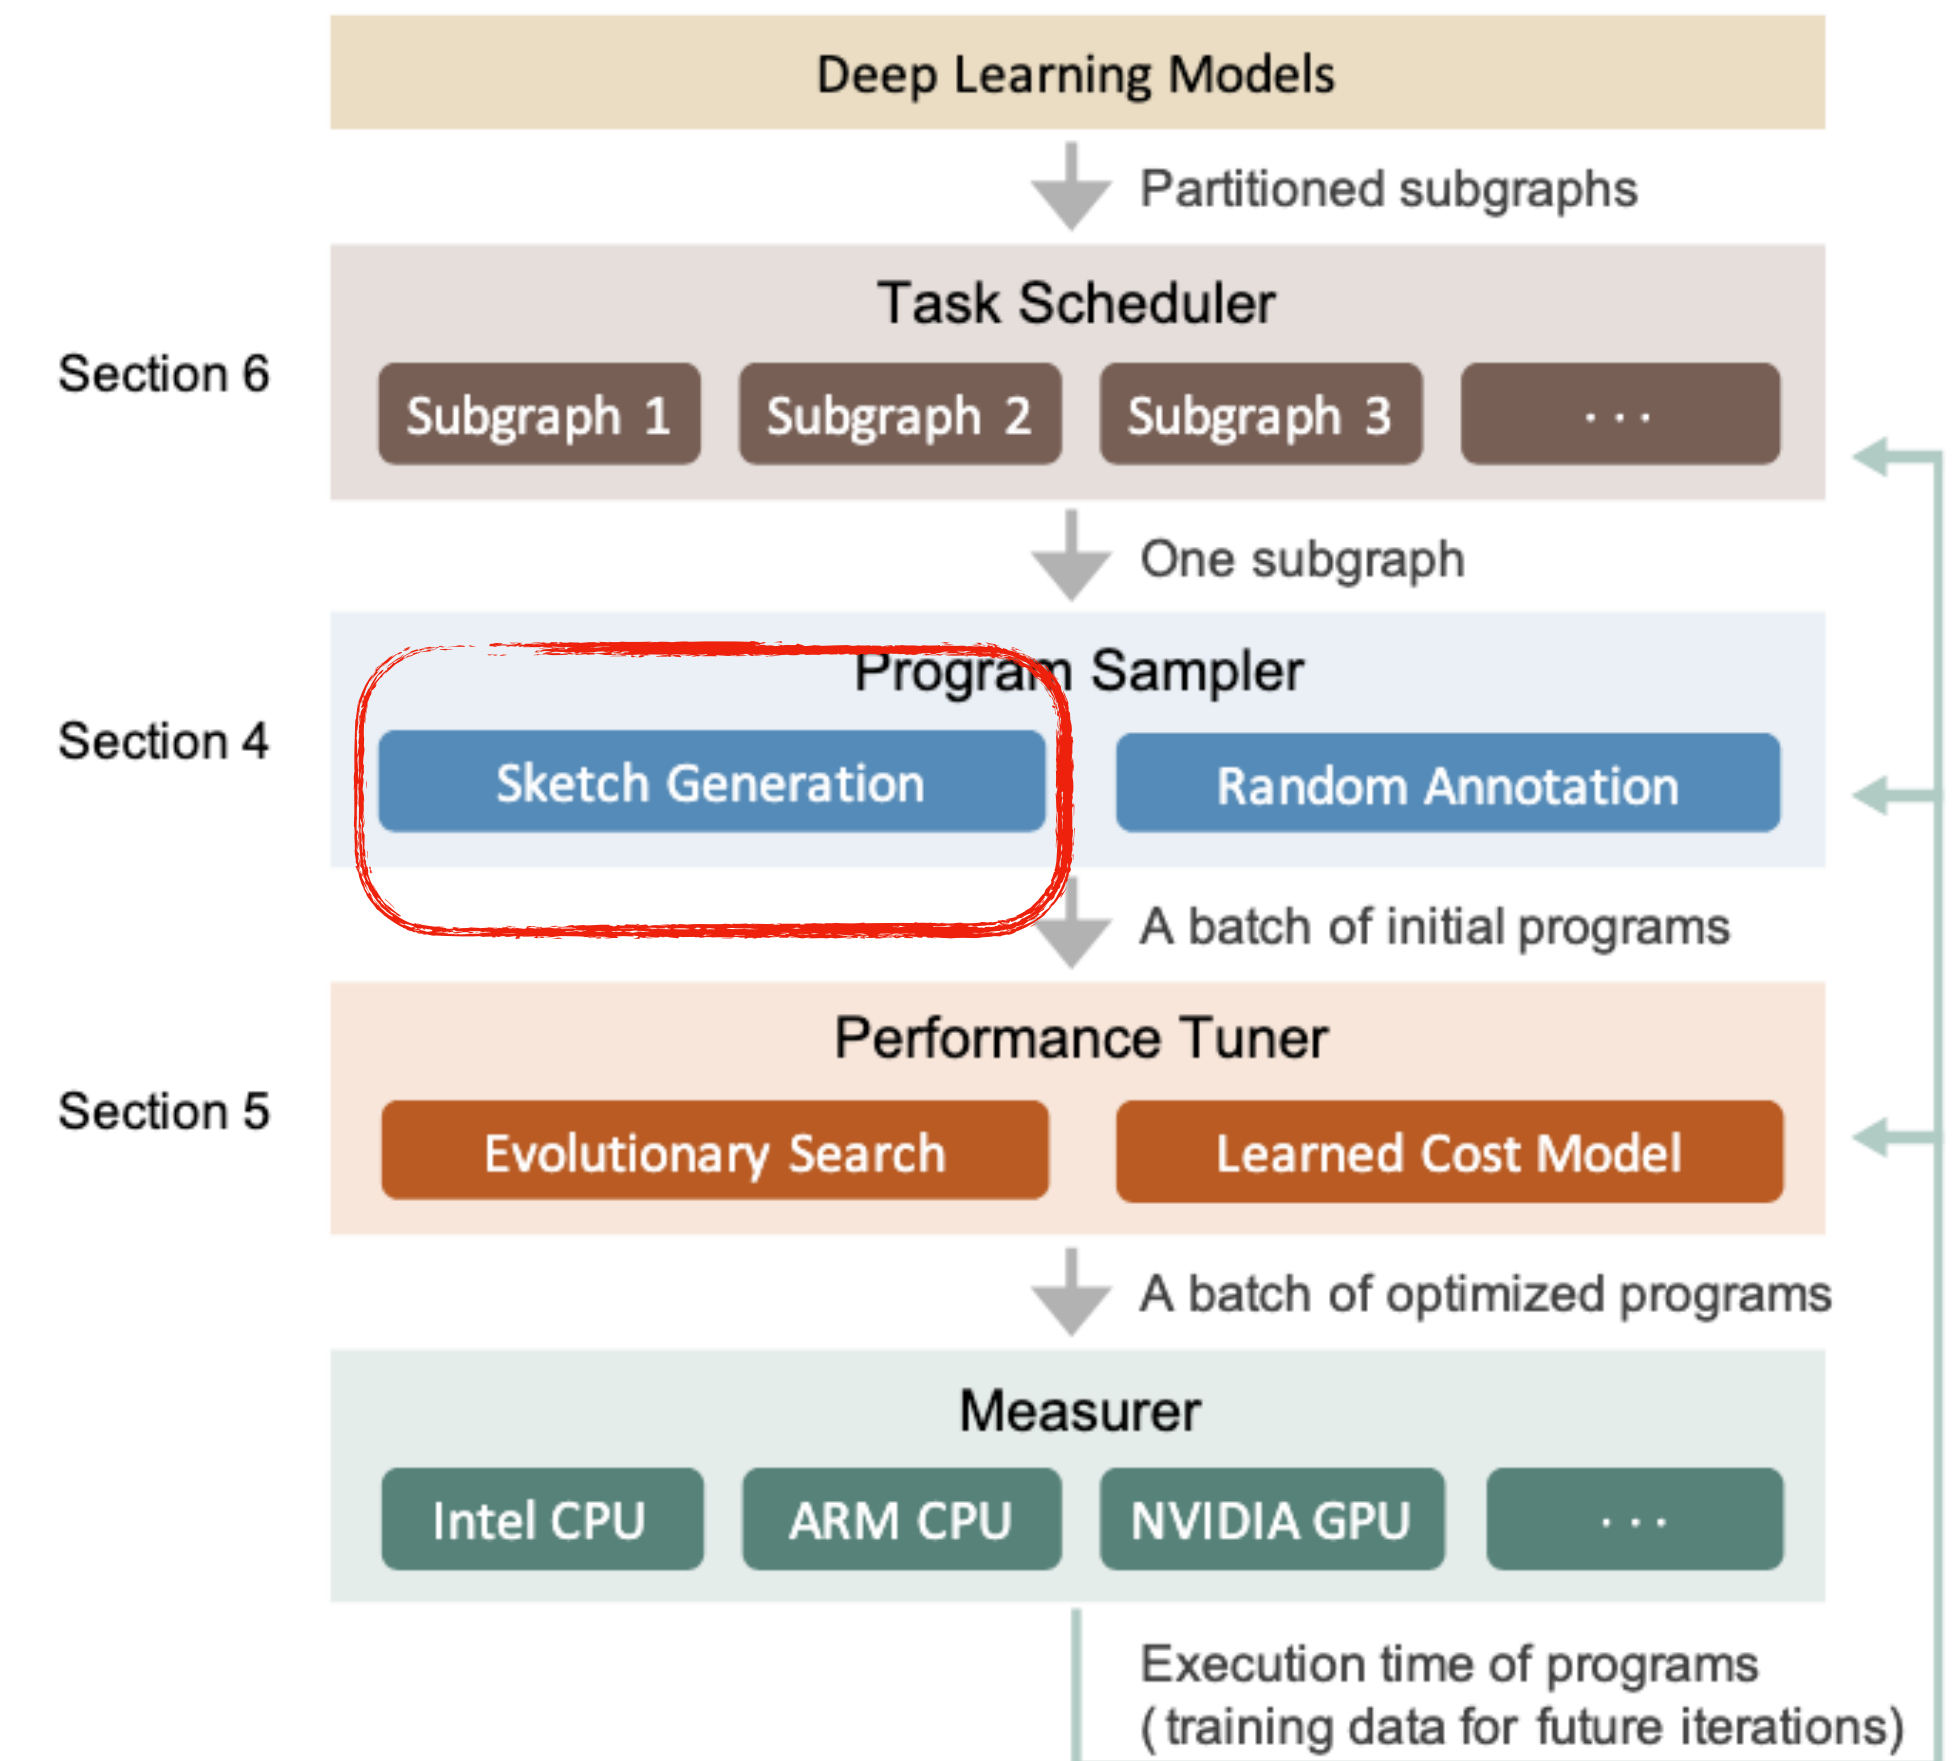 Deep Learning Models
Partitioned subgraphs
Task Scheduler
Section 6
Subgraph 1
Subgraph 2
Subgraph 3
...
One subgraph
Program Sampler
Section 4
Sketch Generation
Random Annotation
A batch of initial programs
Performance Tuner
Section 5
Evolutionary Search
Learned Cost Model
A batch of optimized programs
Measurer
Intel CPU
ARM CPU
NVIDIA GPU
...
Execution time of programs
( training data for future iterations)